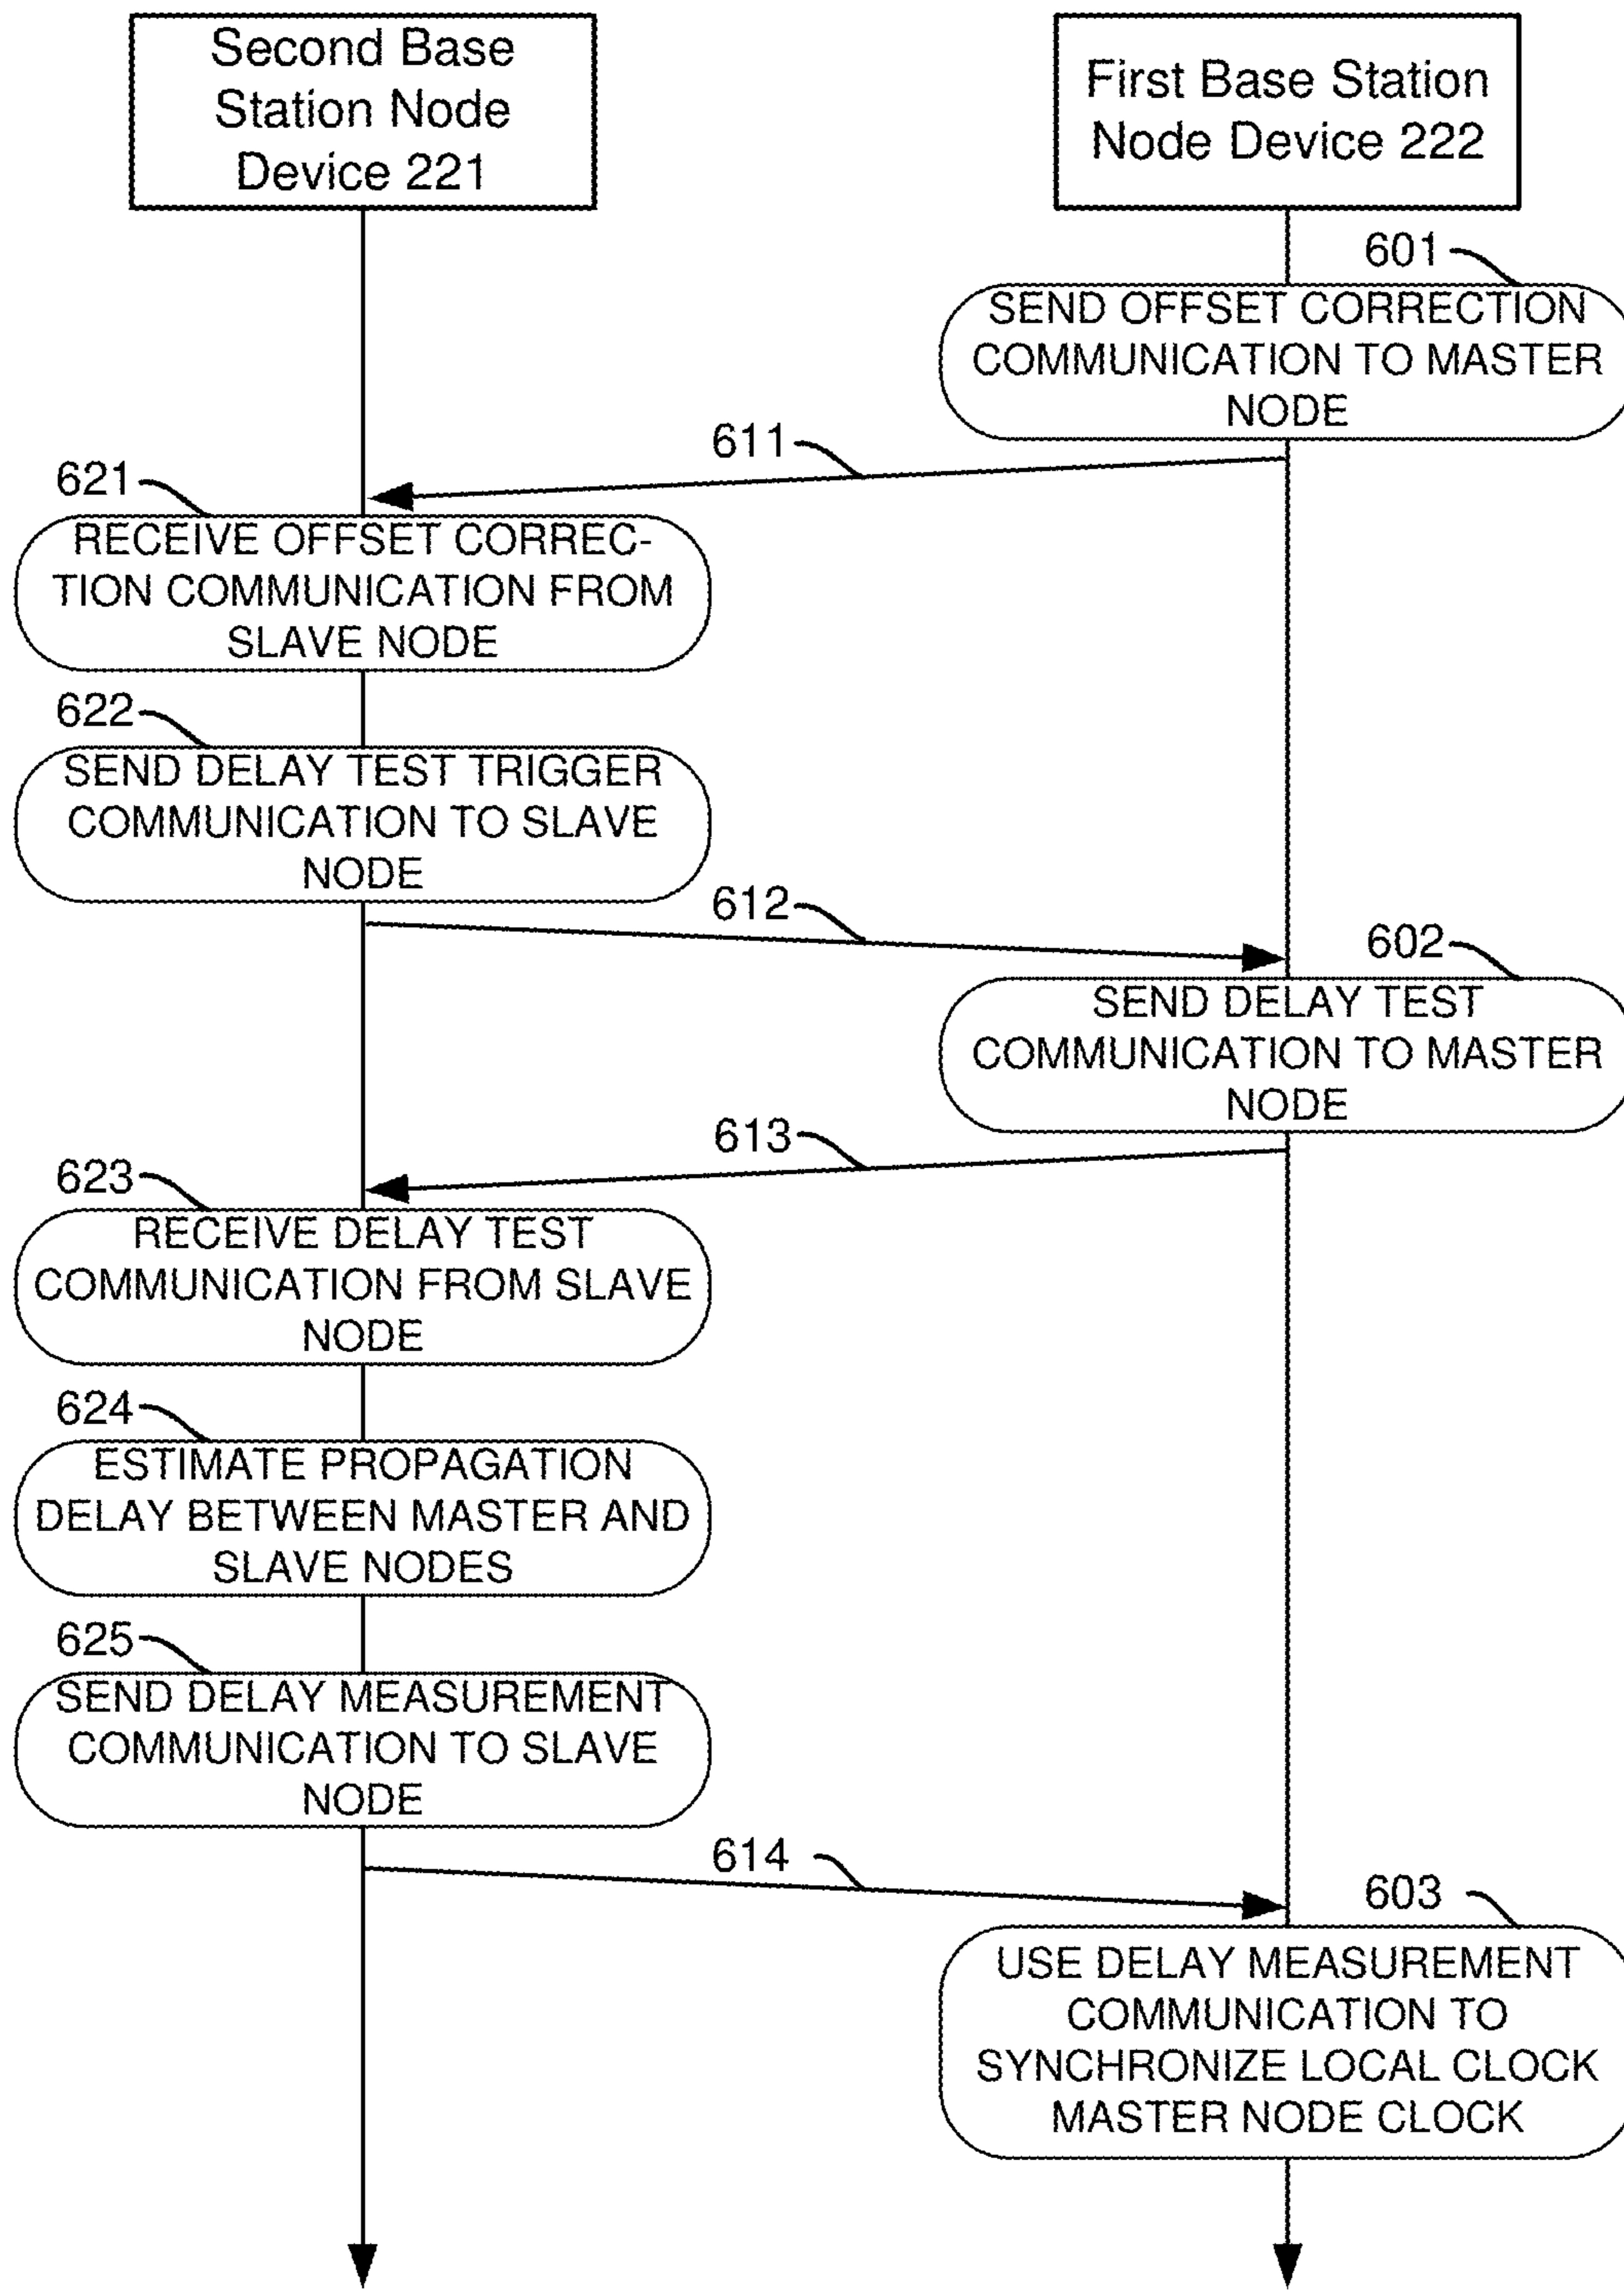 Second Base
Station Node
Device 221
First Base Station
Node Device 222
601
SEND OFFSET CORRECTION
COMMUNICATION TO MASTER
NODE
611
621
RECEIVE OFFSET CORREC-
TION COMMUNICATION FROM
SLAVE NODE
622
SEND DELAY TEST TRIGGER
COMMUNICATION TO SLAVE
NODE
612
602
SEND DELAY TEST
COMMUNICATION TO MASTER
NODE
613
623
RECEIVE DELAY TEST
COMMUNICATION FROM SLAVE
NODE
624
ESTIMATE PROPAGATION
DELAY BETWEEN MASTER AND
SLAVE NODES
625
SEND DELAY MEASUREMENT
COMMUNICATION TO SLAVE
NODE
614
603
USE DELAY MEASUREMENT
COMMUNICATION TO
SYNCHRONIZE LOCAL CLOCK
MASTER NODE CLOCK